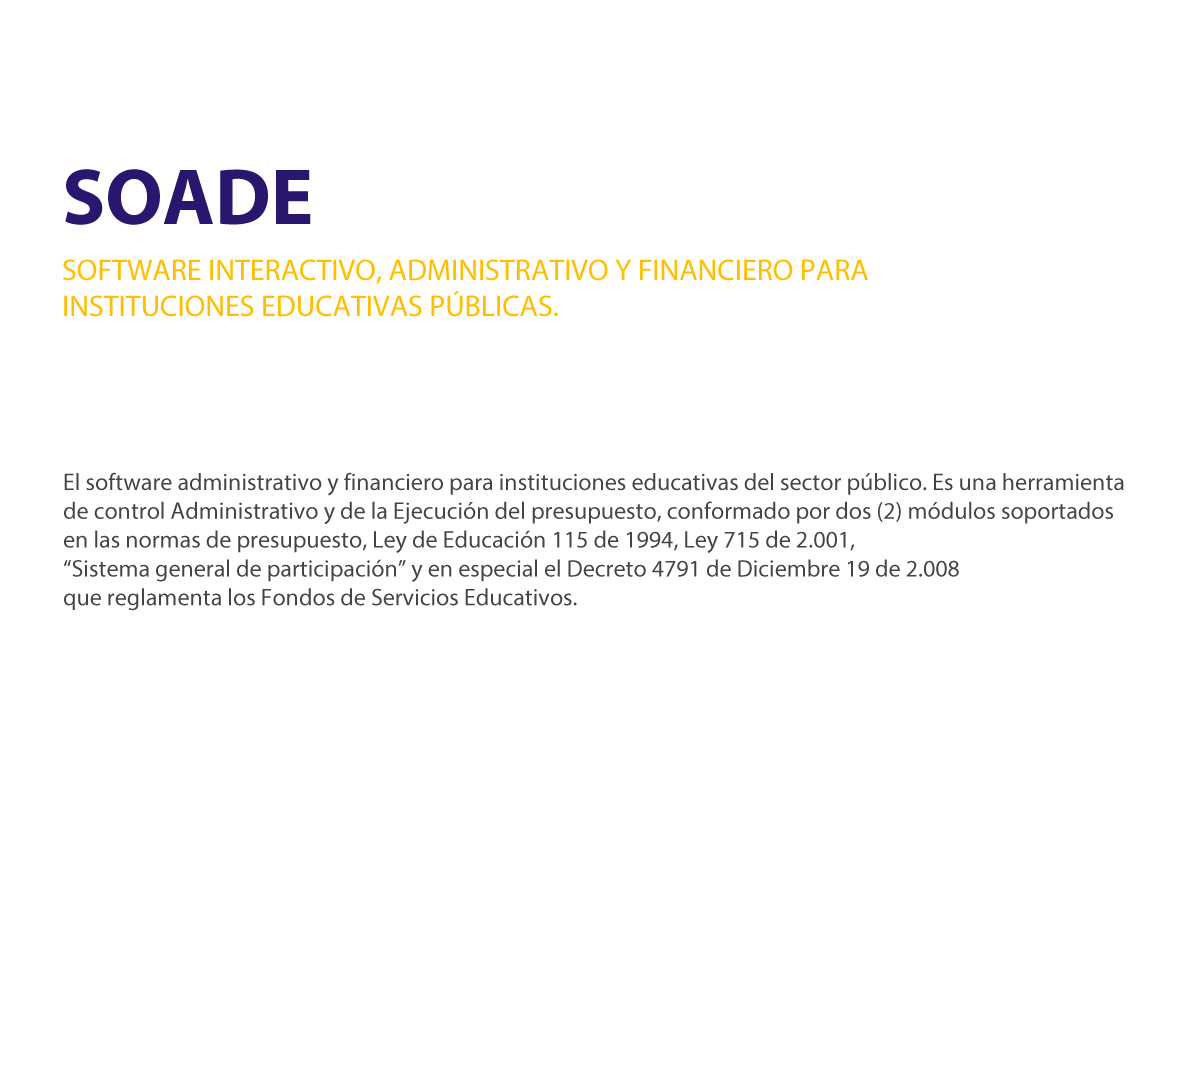 SOADE
SOFTWARE INTERACTIVO, ADMINISTRATIVO Y FINANCIERO PARA
INSTITUCIONES EDUCATIVAS PÚBLICAS.
El software administrativo y financiero para instituciones educativas del sector público. Es una herramienta
de control Administrativo y de la Ejecución del presupuesto, conformado por dos (2) módulos soportados
en las normas de presupuesto, Ley de Educación 115 de 1994, Ley 715 de 2.001,
“Sistema general de participación” y en especial el Decreto 4791 de Diciembre 19 de 2.008
que reglamenta los Fondos de Servicios Educativos.